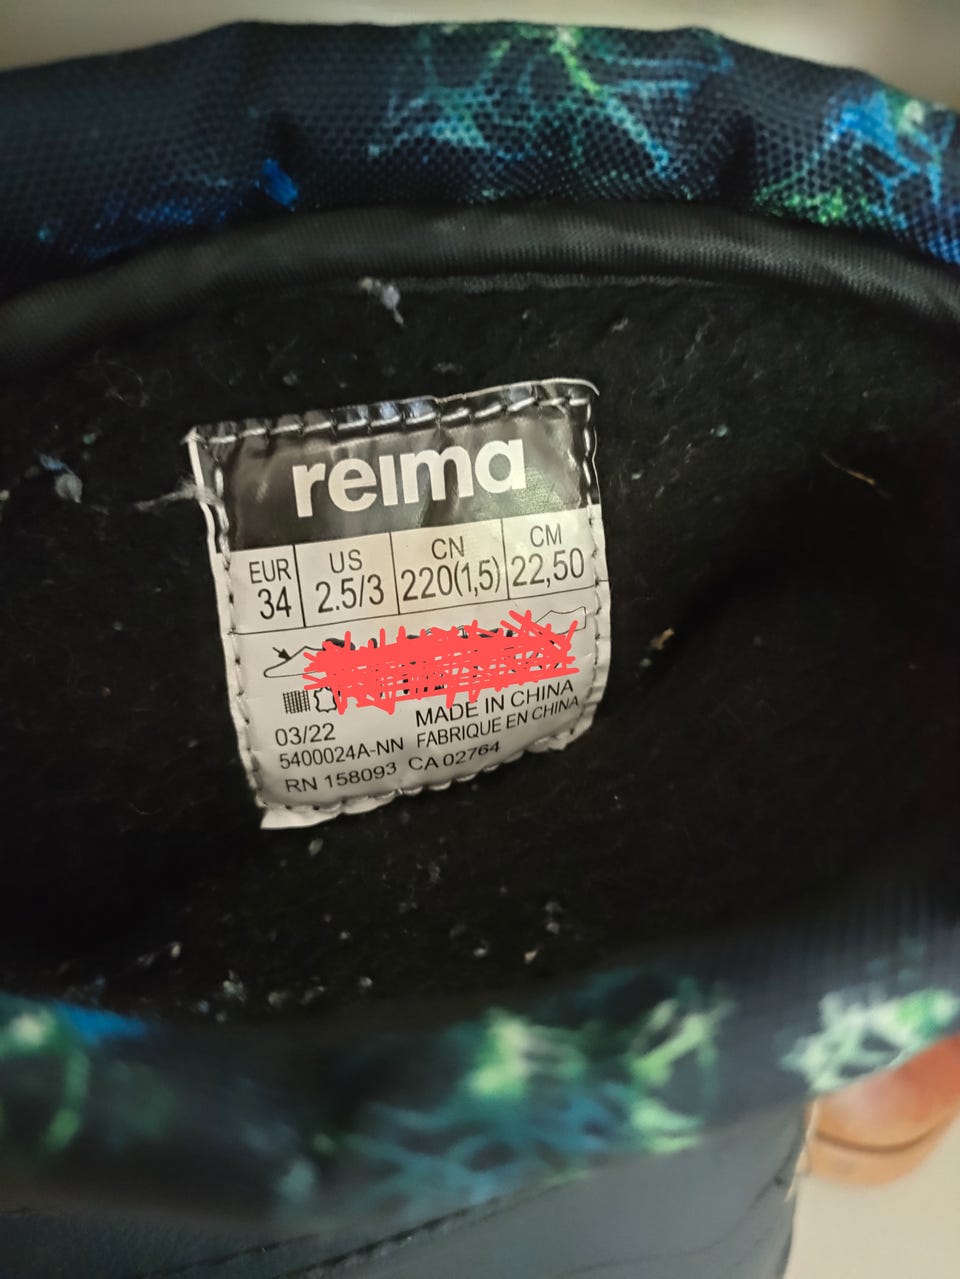 reima
EUR US CN CM
34 2.5/3 220(1,5) 22,50
03/22 MADE IN CHINA
5400024A-NN FABRIQUE EN CHINA
RN 158093 CA 02764